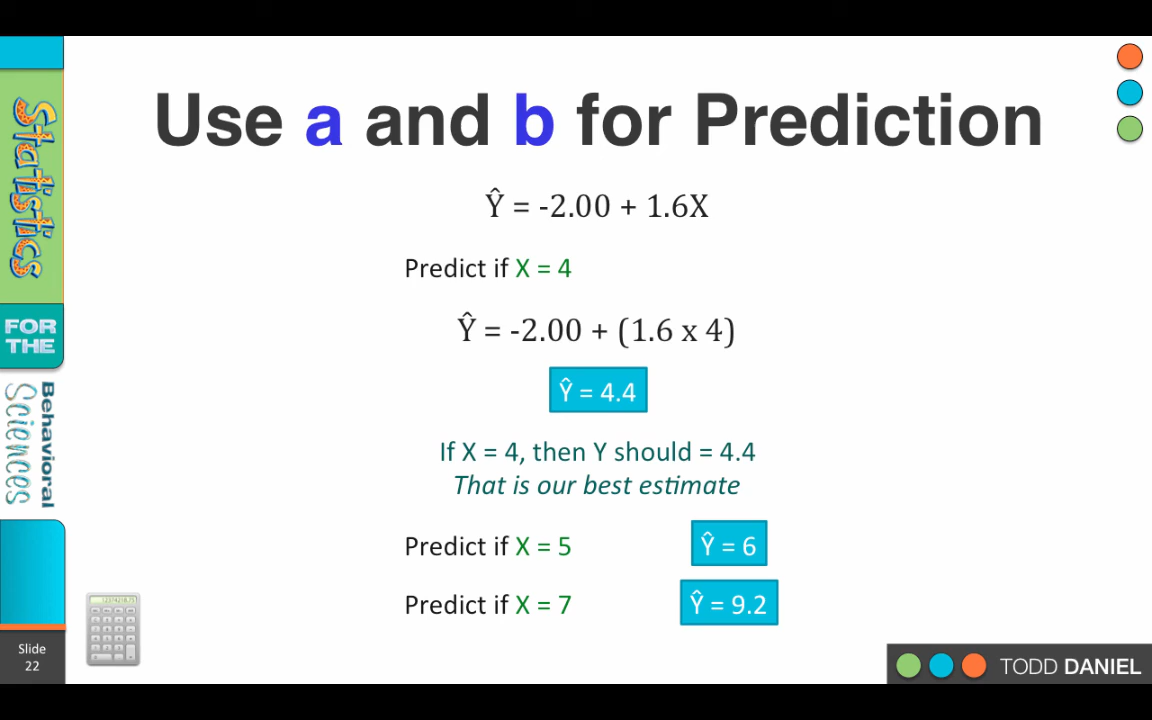 Statistics
FOR THE
Behavioral
Sciences
Slide
22
Use a and b for Prediction
Ŷ = -2.00 + 1.6X
Predict if X = 4
Ŷ = -2.00 + (1.6 x 4)
Ŷ = 4.4
If X = 4, then Y should = 4.4
That is our best estimate
Predict if X = 5
Ŷ = 6
Predict if X = 7
Ŷ = 9.2
TODD DANIEL